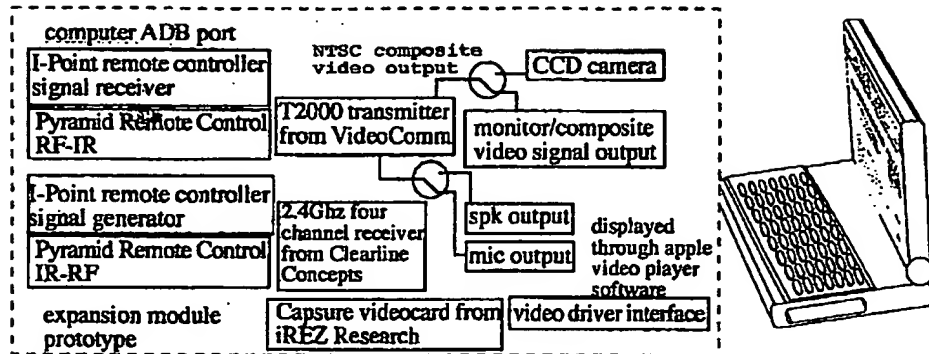 computer ADB port
I-Point remote controller
signal receiver
Pyramid Remote Control
RF-IR
I-Point remote controller
signal generator
Pyramid Remote Control
IR-RF
expansion module
prototype
NTSC composite
video output
T2000 transmitter
from VideoComm
CCD camera
monitor/composite
video signal output
2.4Ghz four
channel receiver
from Clearline
Concepts
spk output
mic output
displayed
through apple
video player
software
Capsure videocard from
iREZ Research
video driver interface